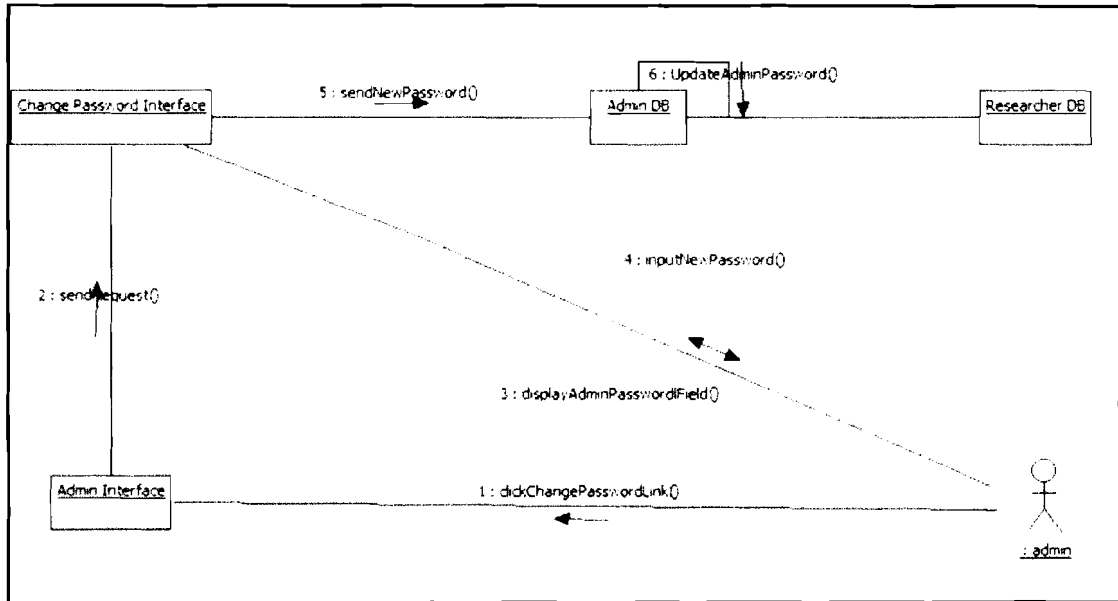 5 : sendNewPassword()
6 : UpdateAdminPassword()
Change Password Interface
Admin DB
Researcher DB
4 : inputNewPassword()
2 : sendRequest()
3 : displayAdminPasswordlField()
Admin Interface
1 : clickChangePasswordLink()
: admin